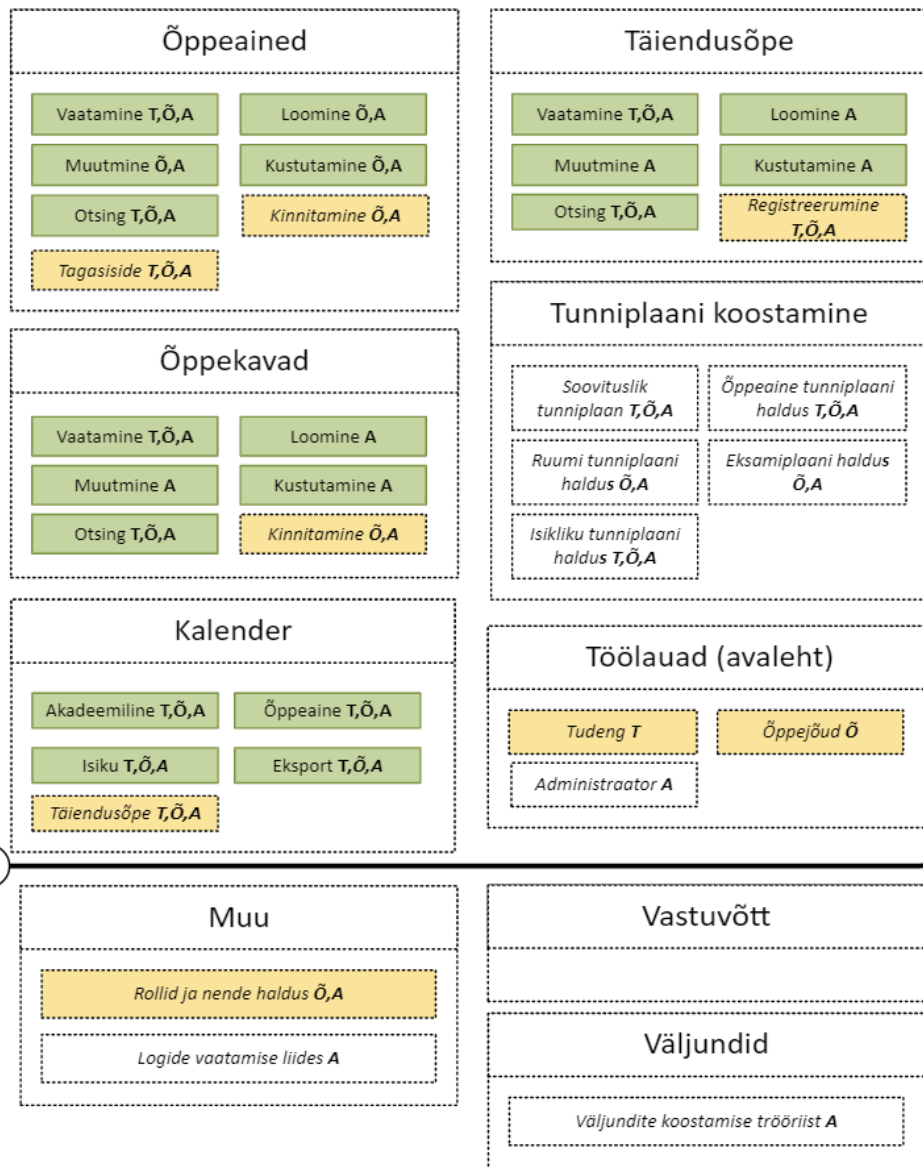 Õppeained
Vaatamine T,Õ,A
Loomine Õ,A
Muutmine Õ,A
Kustutamine Õ,A
Otsing T,Õ,A
Kinnitamine Õ,A
Tagasiside T,Õ,A
Täiendusõpe
Vaatamine T,Õ,A
Loomine A
Muutmine A
Kustutamine A
Otsing T,Õ,A
Registreerumine
T,Õ,A
Õppekavad
Vaatamine T,Õ,A
Loomine A
Muutmine A
Kustutamine A
Otsing T,Õ,A
Kinnitamine Õ,A
Tunniplaani koostamine
Soovituslik
tunniplaan T,Õ,A
Õppeaine tunniplaani
haldus T,Õ,A
Ruumi tunniplaani
haldus Õ,A
Eksamiplaani haldus
Õ,A
Isikliku tunniplaani
haldus T,Õ,A
Kalender
Akadeemiline T,Õ,A
Õppeaine T,Õ,A
Isiku T,Õ,A
Eksport T,Õ,A
Täiendusõpe T,Õ,A
Töölauad (avaleht)
Tudeng T
Õppejõud Õ
Administraator A
Muu
Rollid ja nende haldus Õ,A
Logide vaatamise liides A
Vastuvõtt
Väljundid
Väljundite koostamise trööriist A